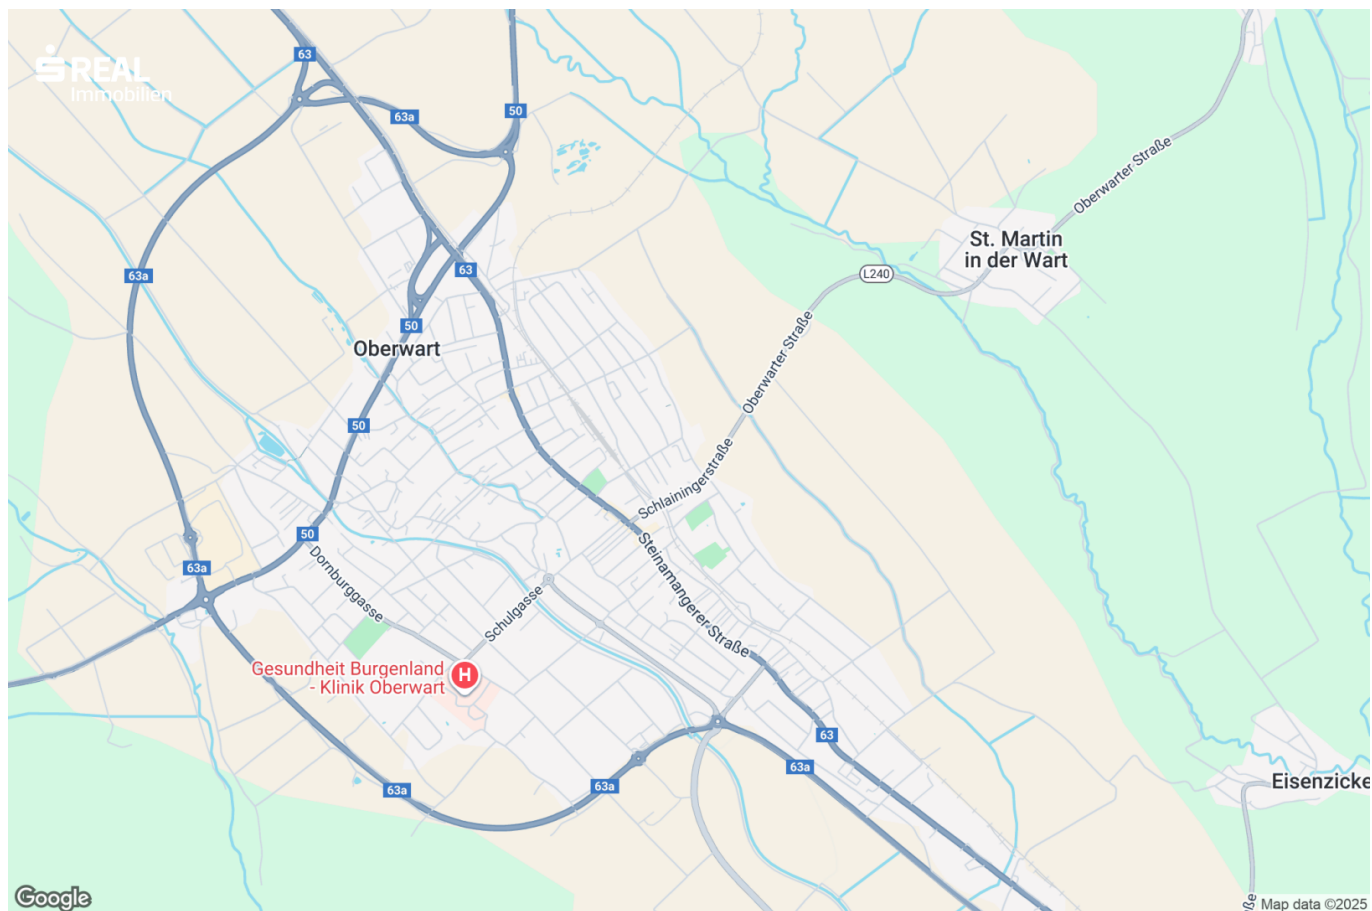 REAL
Immobilien
63
63a
50
Oberwarter Straße
St. Martin
in der Wart
63a
63
L240
50
Oberwart
Oberwarter Straße
50
Schlainingerstraße
50
63a
Steinamangerer-Straße
Dornburggasse
Schulgasse
Gesundheit Burgenland
- Klinik Oberwart
H
63
63a
63a
63a
Eisenzicke
Google
Map data ©2025